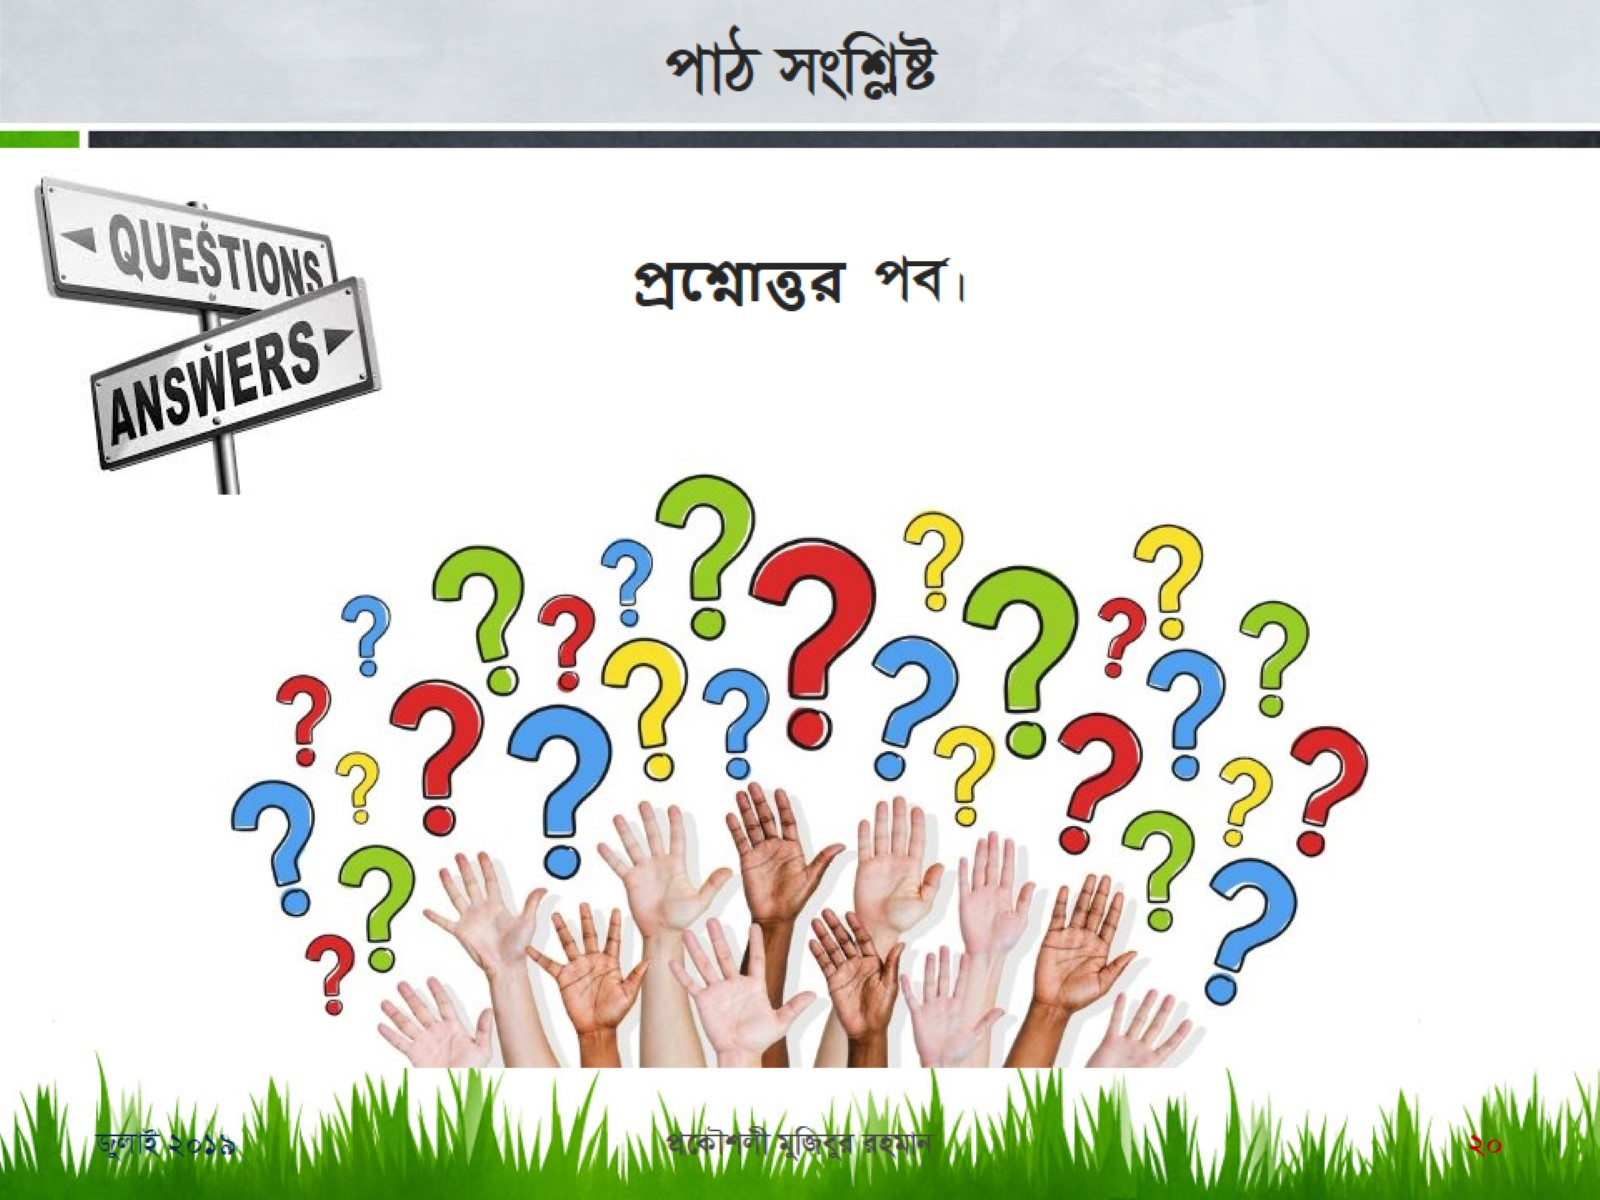 পাঠ সংশ্লিষ্ট
QUESTIONS
ANSWERS
প্রশ্নোত্তর পর্ব।
জুলাই ২০১৯
প্রকৌশলী মুজিবুর রহমান
২০